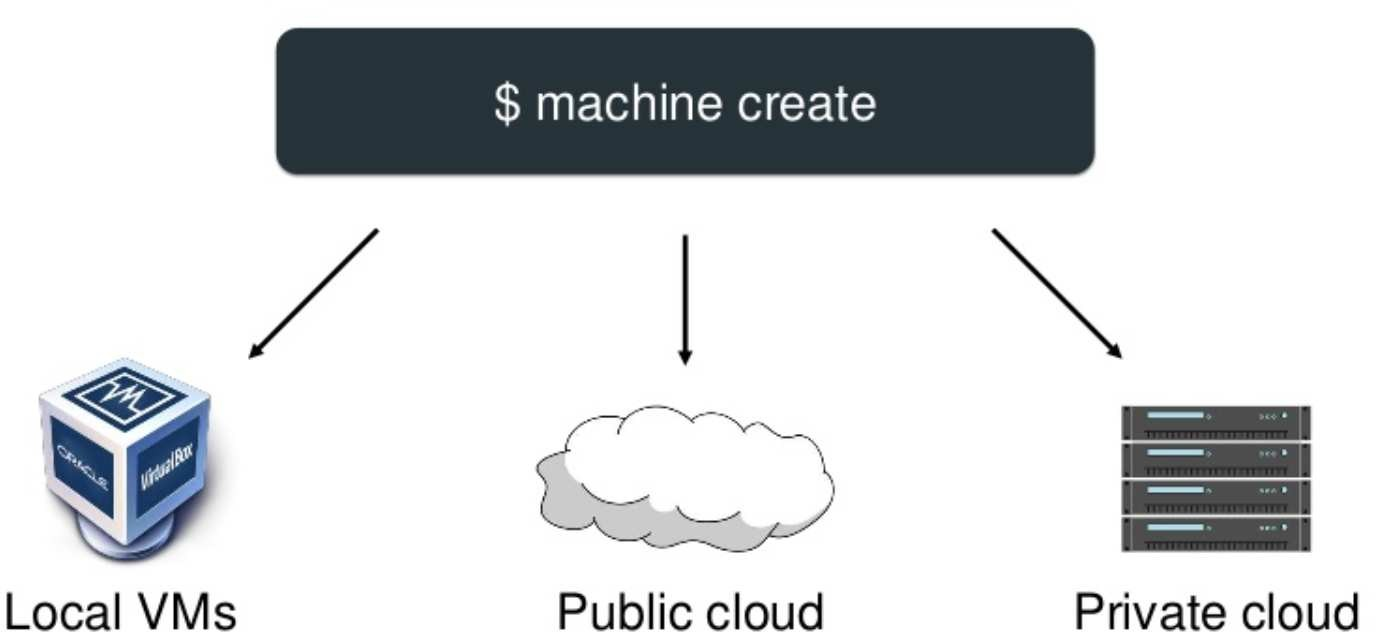 $ machine create
ORACLE
VirtualBox
Local VMs
Public cloud
Private cloud